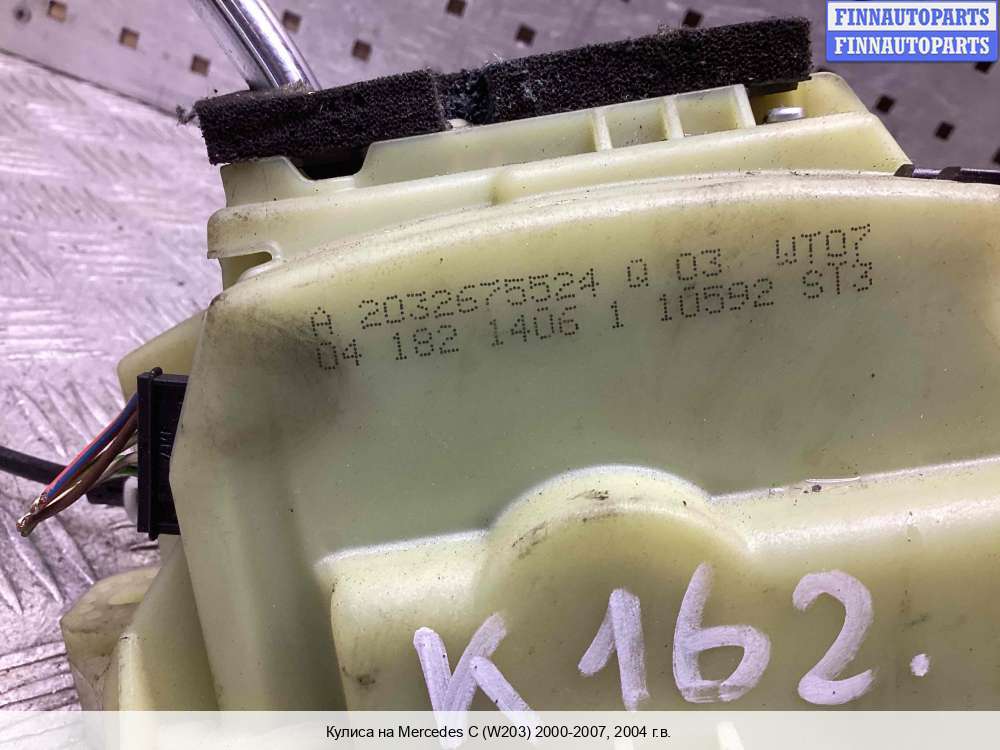 FINNAUTOPARTS
FINNAUTOPARTS
A 2032675524 Q 03 WT07
04 182 1406 1 10592 ST3
K162.
Кулиса на Mercedes C (W203) 2000-2007, 2004 г.в.